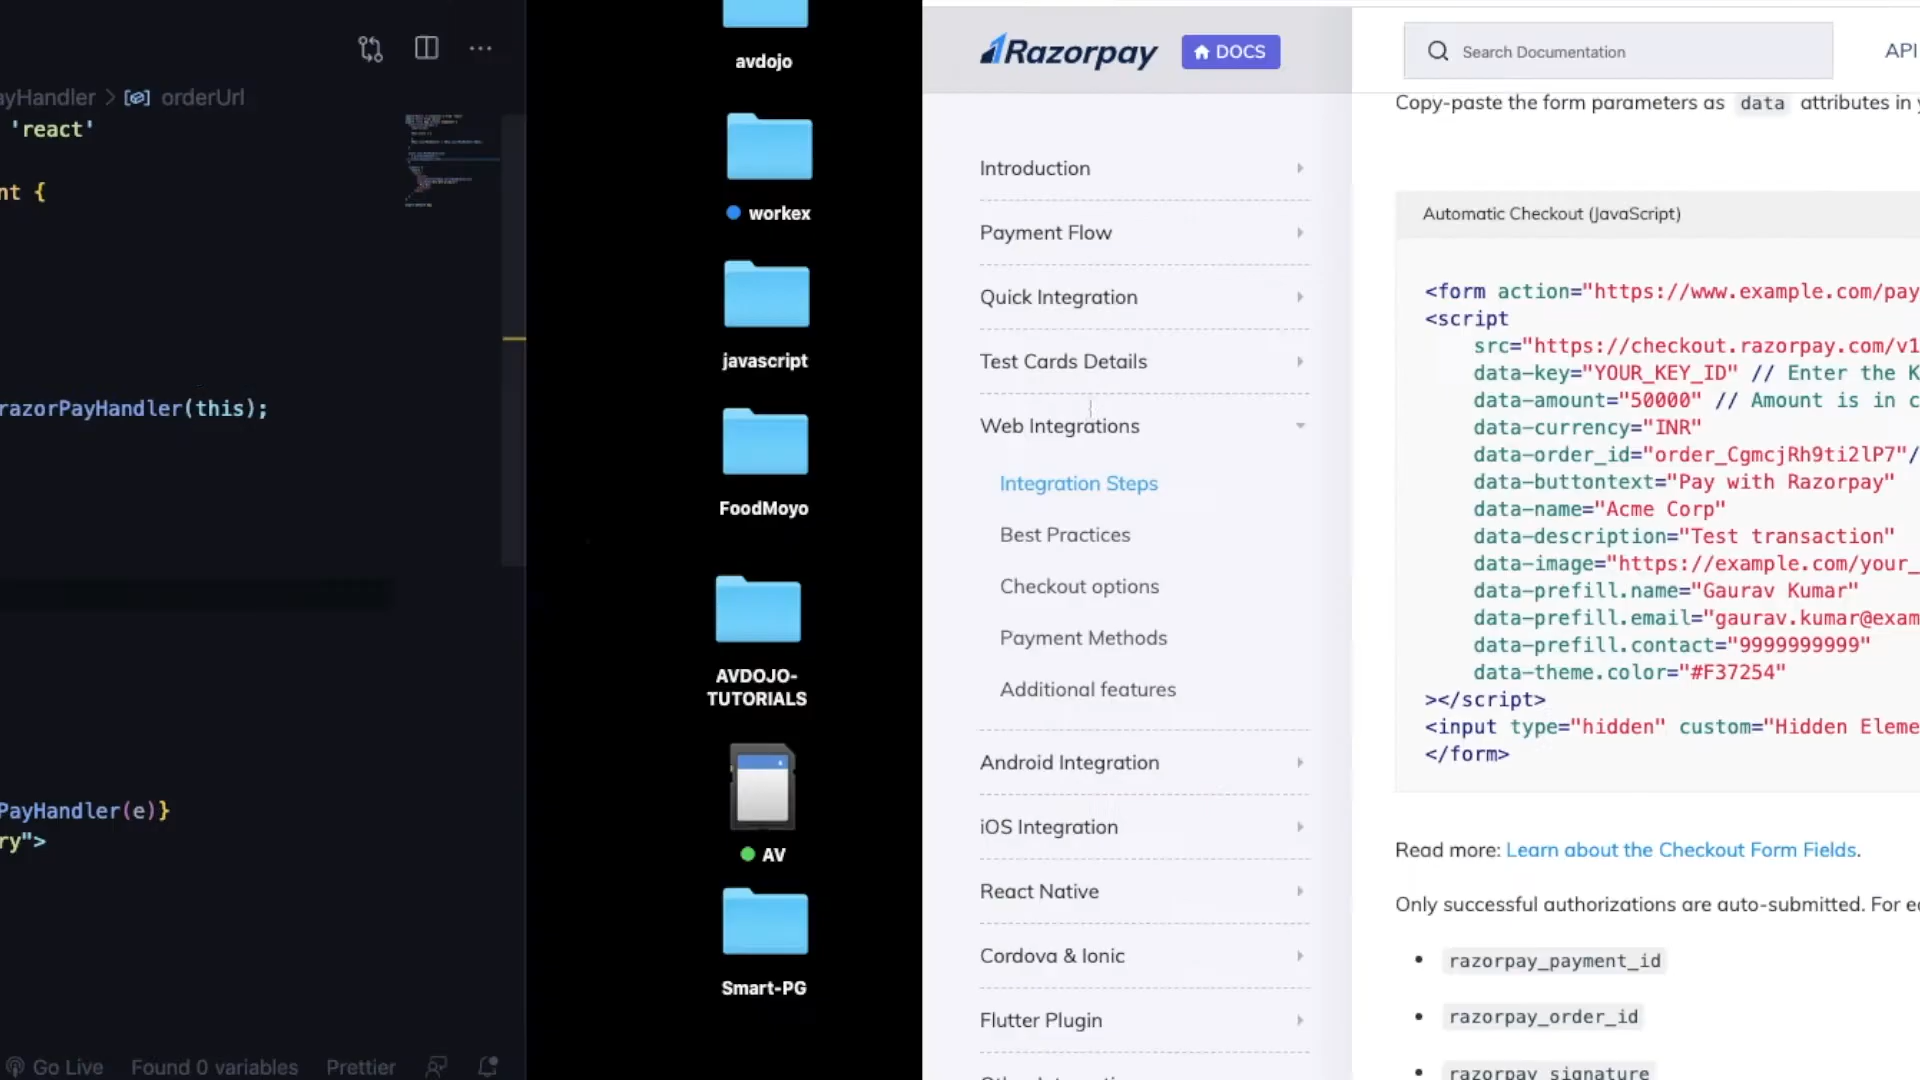 ayHandler > orderUrl
'react'
nt {
razorPayHandler(this);
PayHandler(e)}
ry">
Go Live Found 0 variables Prettier
avdojo
workex
javascript
FoodMoyo
AVDOJO-
TUTORIALS
AV
Smart-PG
Razorpay DOCS
Search Documentation
API
Introduction
Payment Flow
Quick Integration
Test Cards Details
Web Integrations
Integration Steps
Best Practices
Checkout options
Payment Methods
Additional features
Android Integration
iOS Integration
React Native
Cordova & Ionic
Flutter Plugin
Copy-paste the form parameters as data attributes in
Automatic Checkout (JavaScript)
<form action="https://www.example.com/pay
<script
src="https://checkout.razorpay.com/v1
data-key="YOUR_KEY_ID" // Enter the K
data-amount="50000" // Amount is in c
data-currency="INR"
data-order_id="order_CgmcjRh9ti2lP7"/
data-buttontext="Pay with Razorpay"
data-name="Acme Corp"
data-description="Test transaction"
data-image="https://example.com/your_
data-prefill.name="Gaurav Kumar"
data-prefill.email="gaurav.kumar@exam
data-prefill.contact="9999999999"
data-theme.color="#F37254"
></script>
<input type="hidden" custom="Hidden Eleme
</form>
Read more: Learn about the Checkout Form Fields.
Only successful authorizations are auto-submitted. For
• razorpay_payment_id
• razorpay_order_id
• razorpay_signature